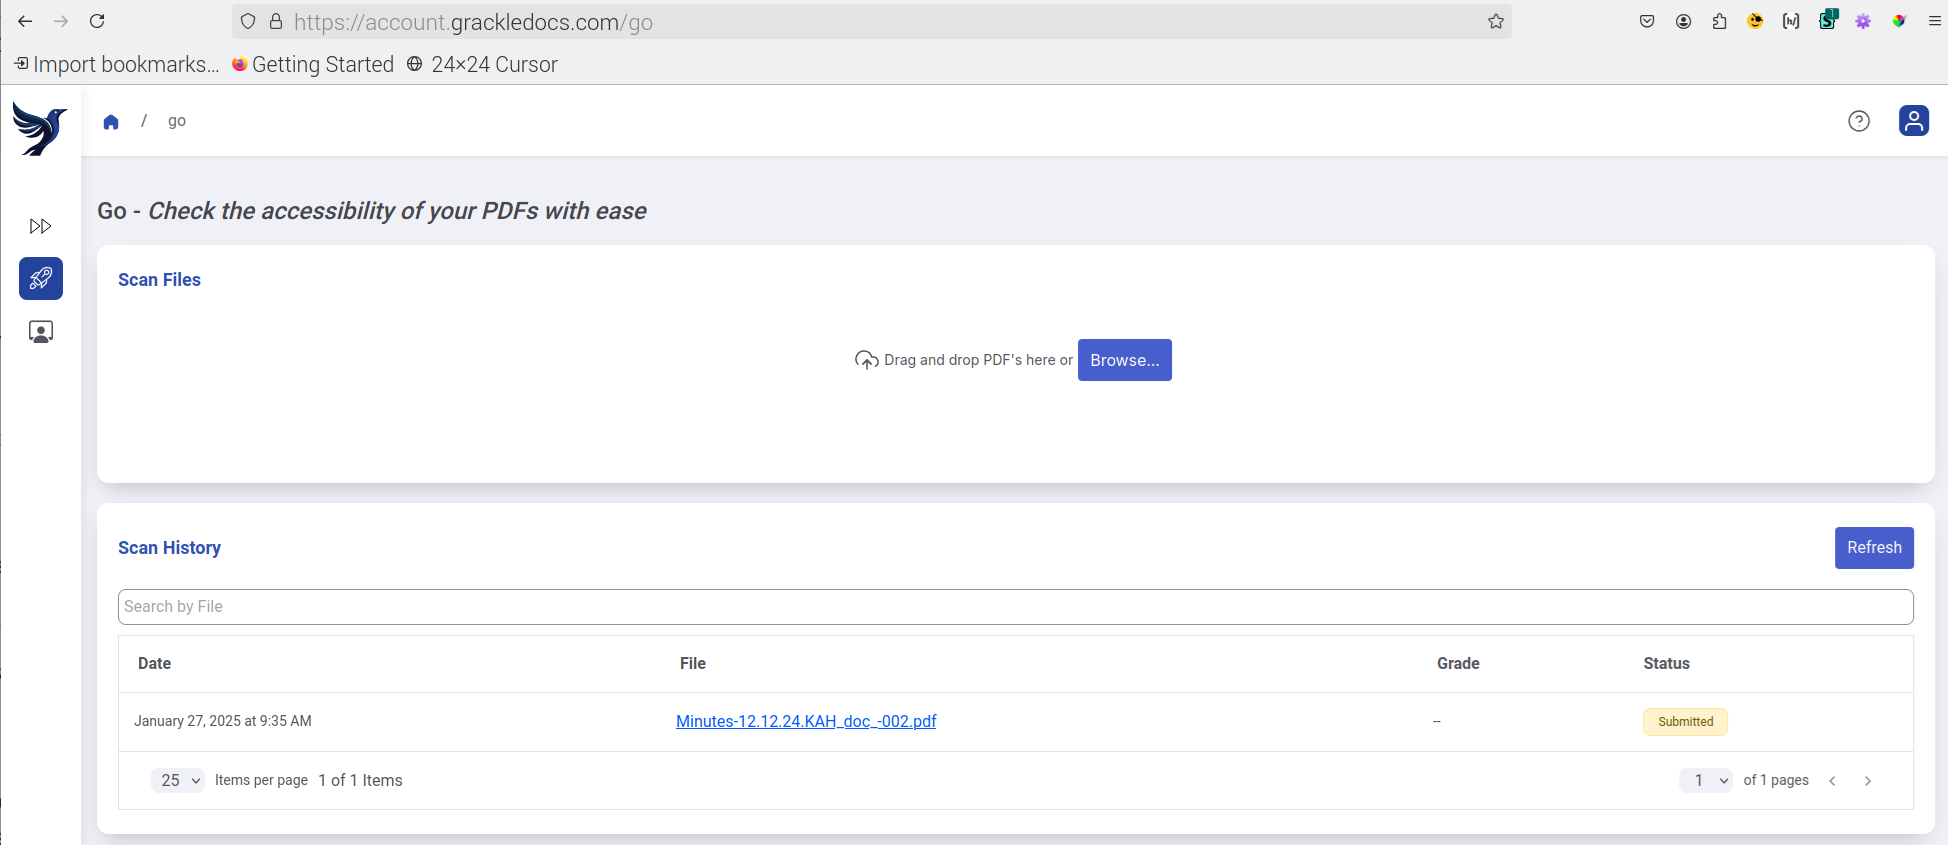 https://account.grackledocs.com/go
Import bookmarks... Getting Started 24×24 Cursor
/ go
Go - Check the accessibility of your PDFs with ease
Scan Files
Drag and drop PDF's here or Browse...
Scan History
Refresh
Search by File
Date File Grade Status
January 27, 2025 at 9:35 AM Minutes-12.12.24.KAH_doc_-002.pdf -- Submitted
25 Items per page 1 of 1 Items 1 of 1 pages